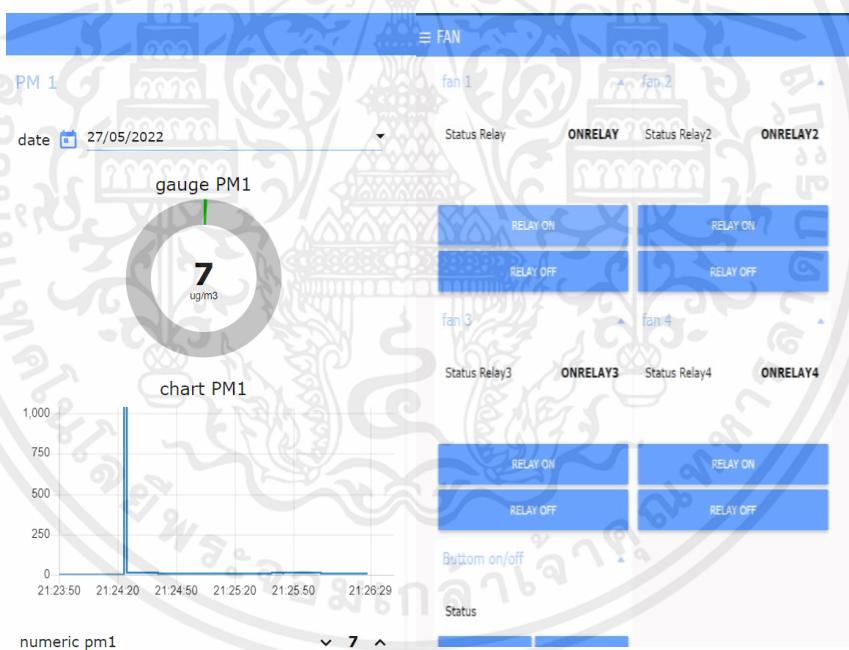 PM 1
date 27/05/2022
gauge PM1
7
ug/m3
chart PM1
1,000
750
500
250
0
21:23:50 21:24:20 21:24:50 21:25:20 21:25:50 21:26:29
numeric pm1 7
FAN
fan 1 fan 2
Status Relay ONRELAY Status Relay2 ONRELAY2
RELAY ON RELAY ON
RELAY OFF RELAY OFF
fan 3 fan 4
Status Relay3 ONRELAY3 Status Relay4 ONRELAY4
RELAY ON RELAY ON
RELAY OFF RELAY OFF
Buttom on/off
Status